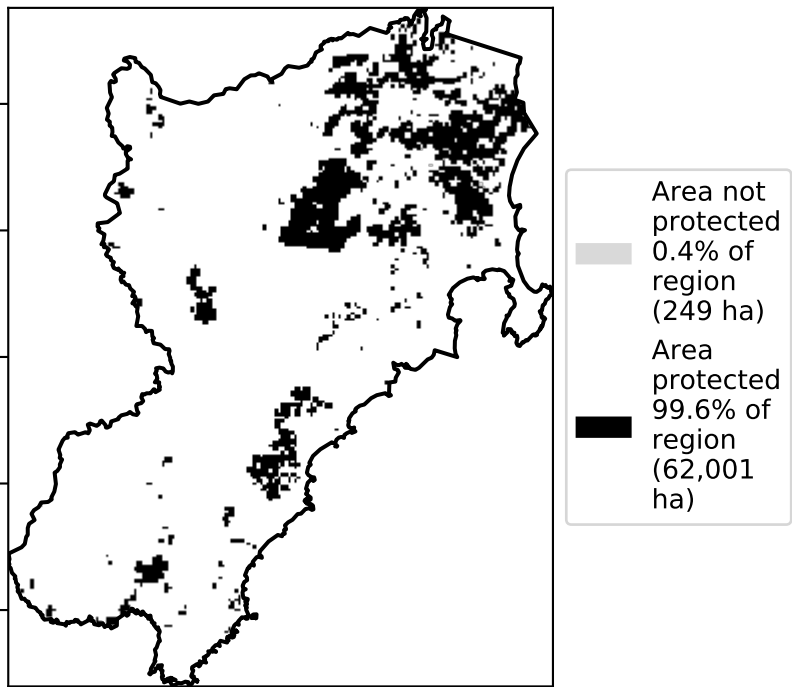 Area not
protected
0.4% of
region
(249 ha)
Area
protected
99.6% of
region
(62,001
ha)